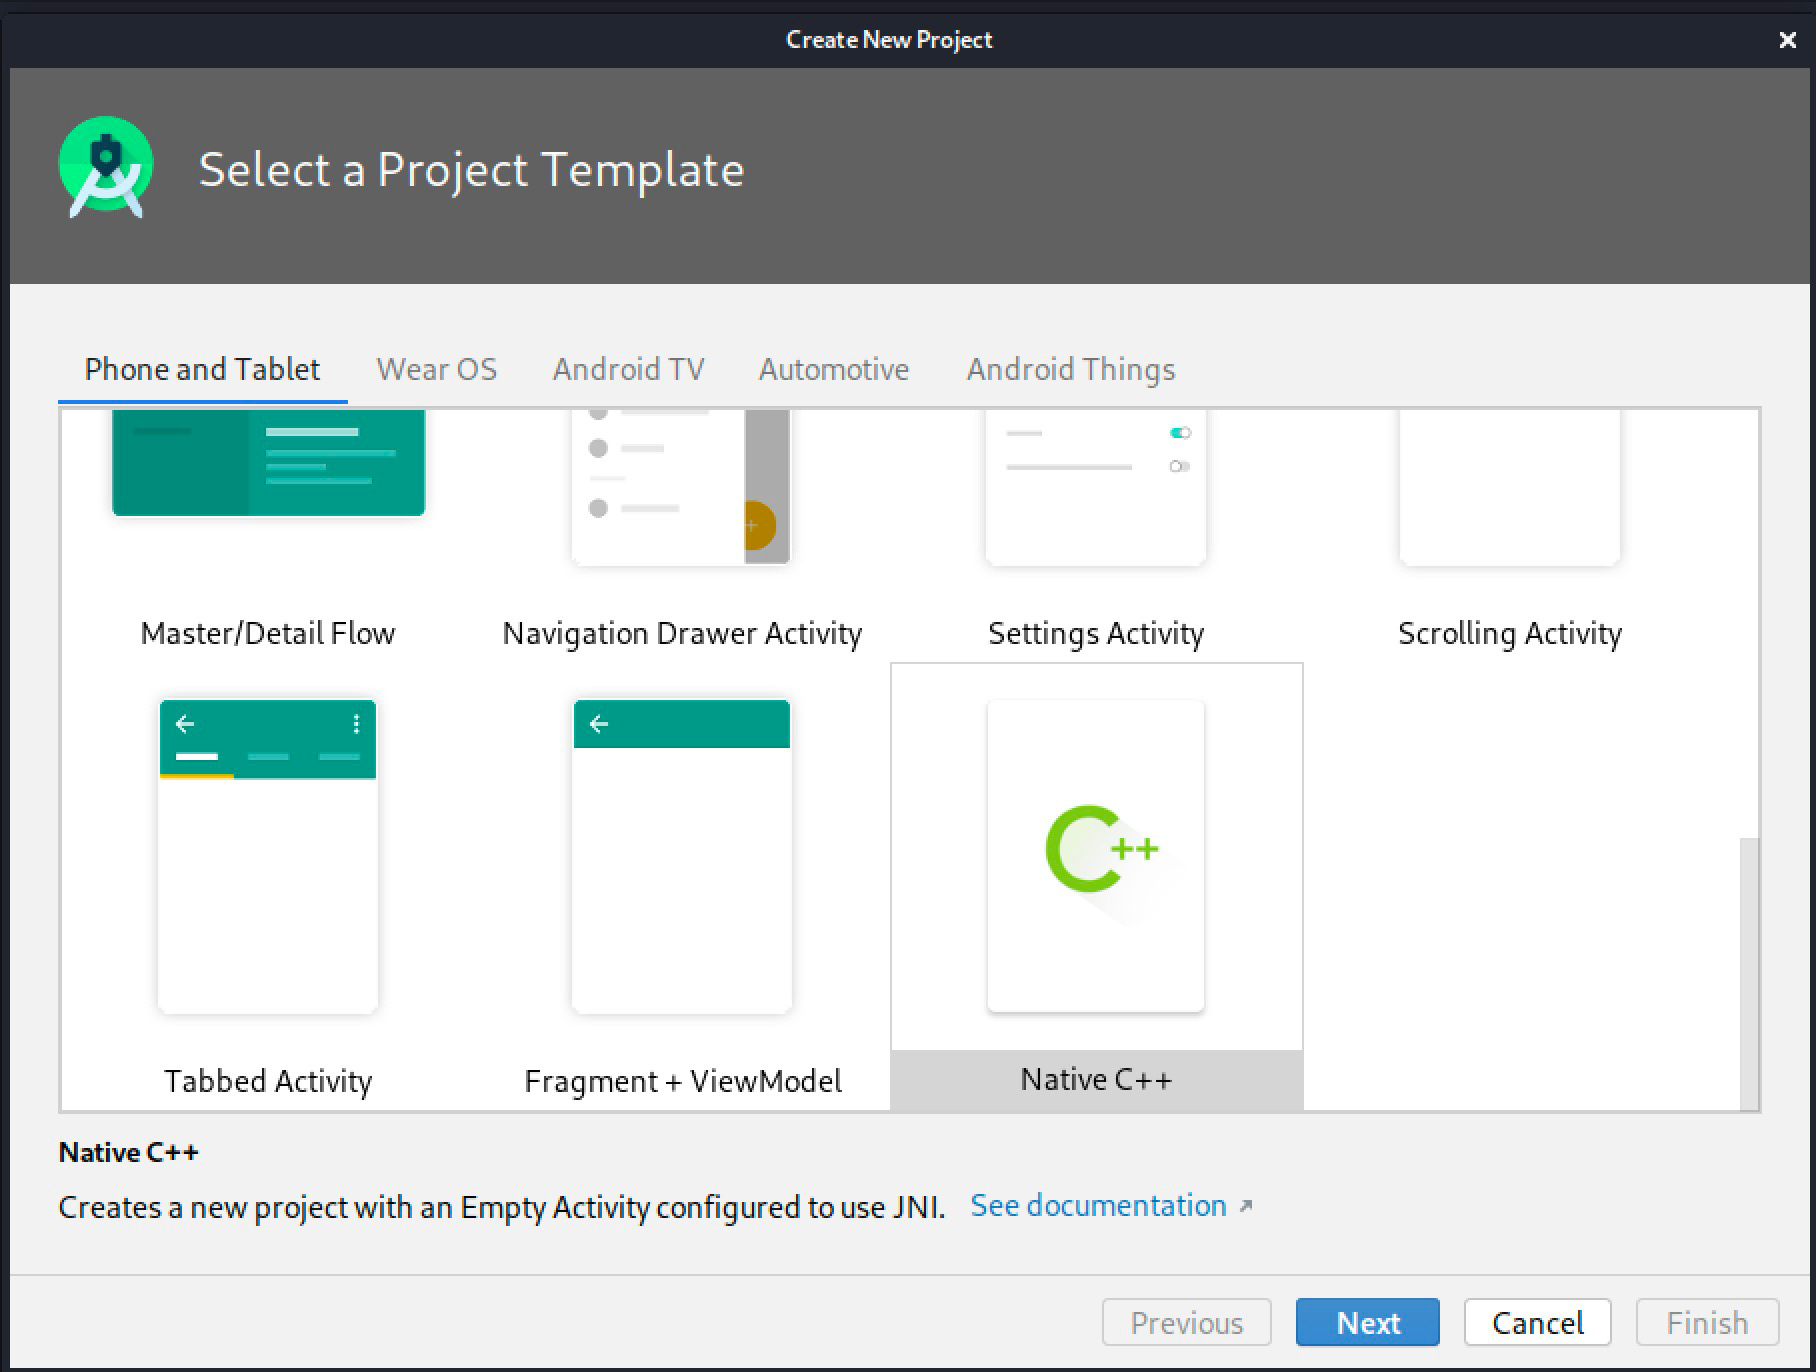 Create New Project
Select a Project Template
Phone and Tablet Wear OS Android TV Automotive Android Things
Master/Detail Flow Navigation Drawer Activity Settings Activity Scrolling Activity
C++
Tabbed Activity Fragment + ViewModel Native C++
Native C++
Creates a new project with an Empty Activity configured to use JNI. See documentation
Previous Next Cancel Finish